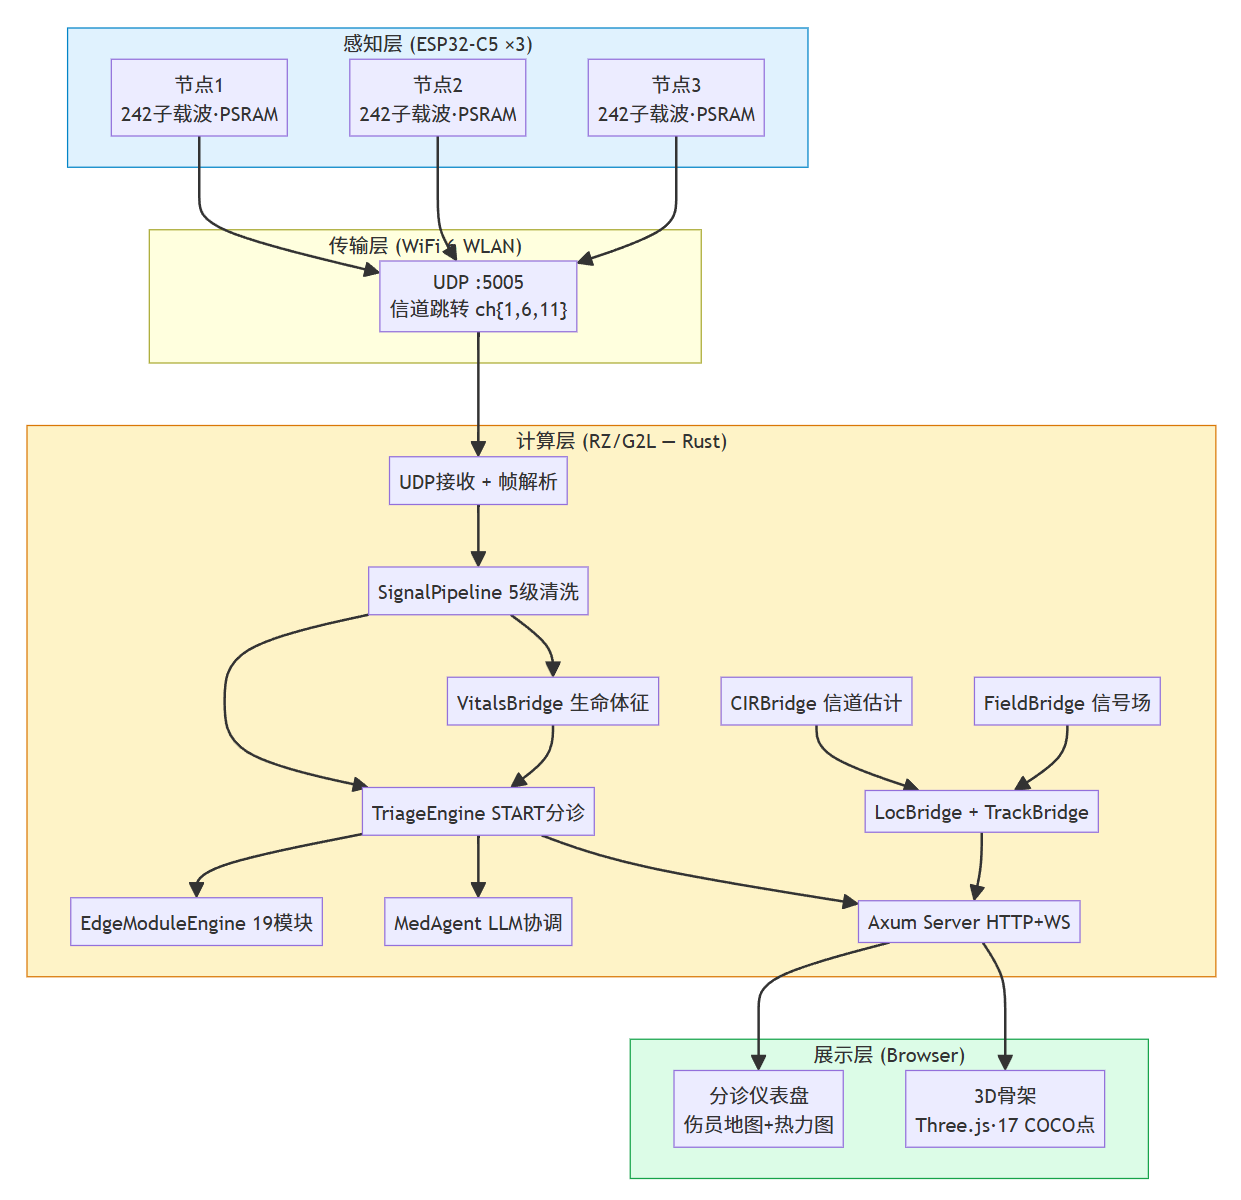 感知层 (ESP32-C5 ×3)
节点1
242子载波·PSRAM
节点2
242子载波·PSRAM
节点3
242子载波·PSRAM
传输层 (WiFi 6 WLAN)
UDP :5005
信道跳转 ch{1,6,11}
计算层 (RZ/G2L — Rust)
UDP接收 + 帧解析
SignalPipeline 5级清洗
VitalsBridge 生命体征
CIRBridge 信道估计
FieldBridge 信号场
TriageEngine START分诊
LocBridge + TrackBridge
EdgeModuleEngine 19模块
MedAgent LLM协调
Axum Server HTTP+WS
展示层 (Browser)
分诊仪表盘
伤员地图+热力图
3D骨架
Three.js·17 COCO点